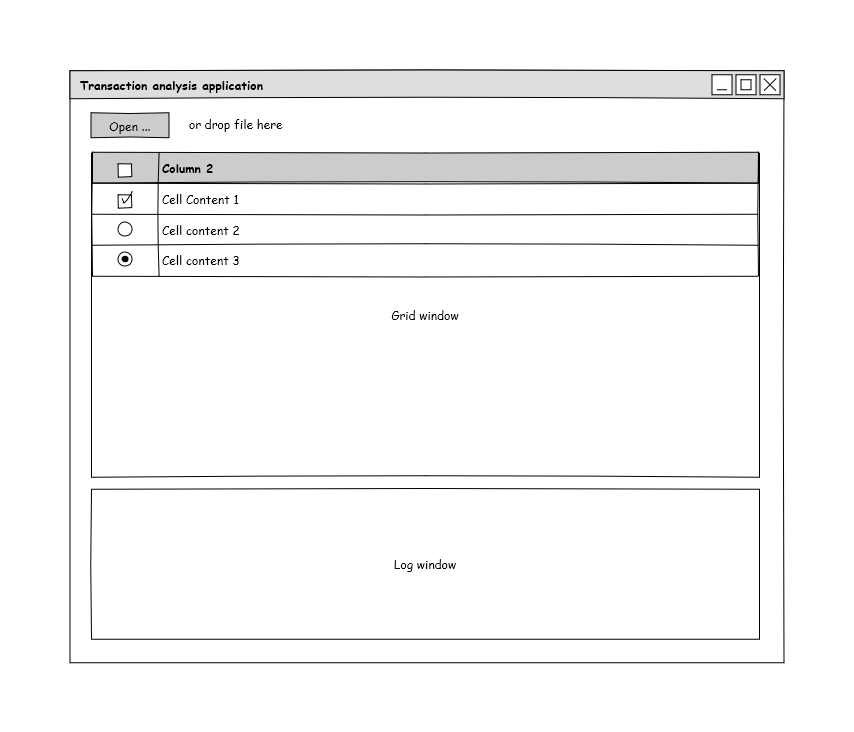 Transaction analysis application
Open ...
or drop file here
Column 2
Cell Content 1
Cell content 2
Cell content 3
Grid window
Log window